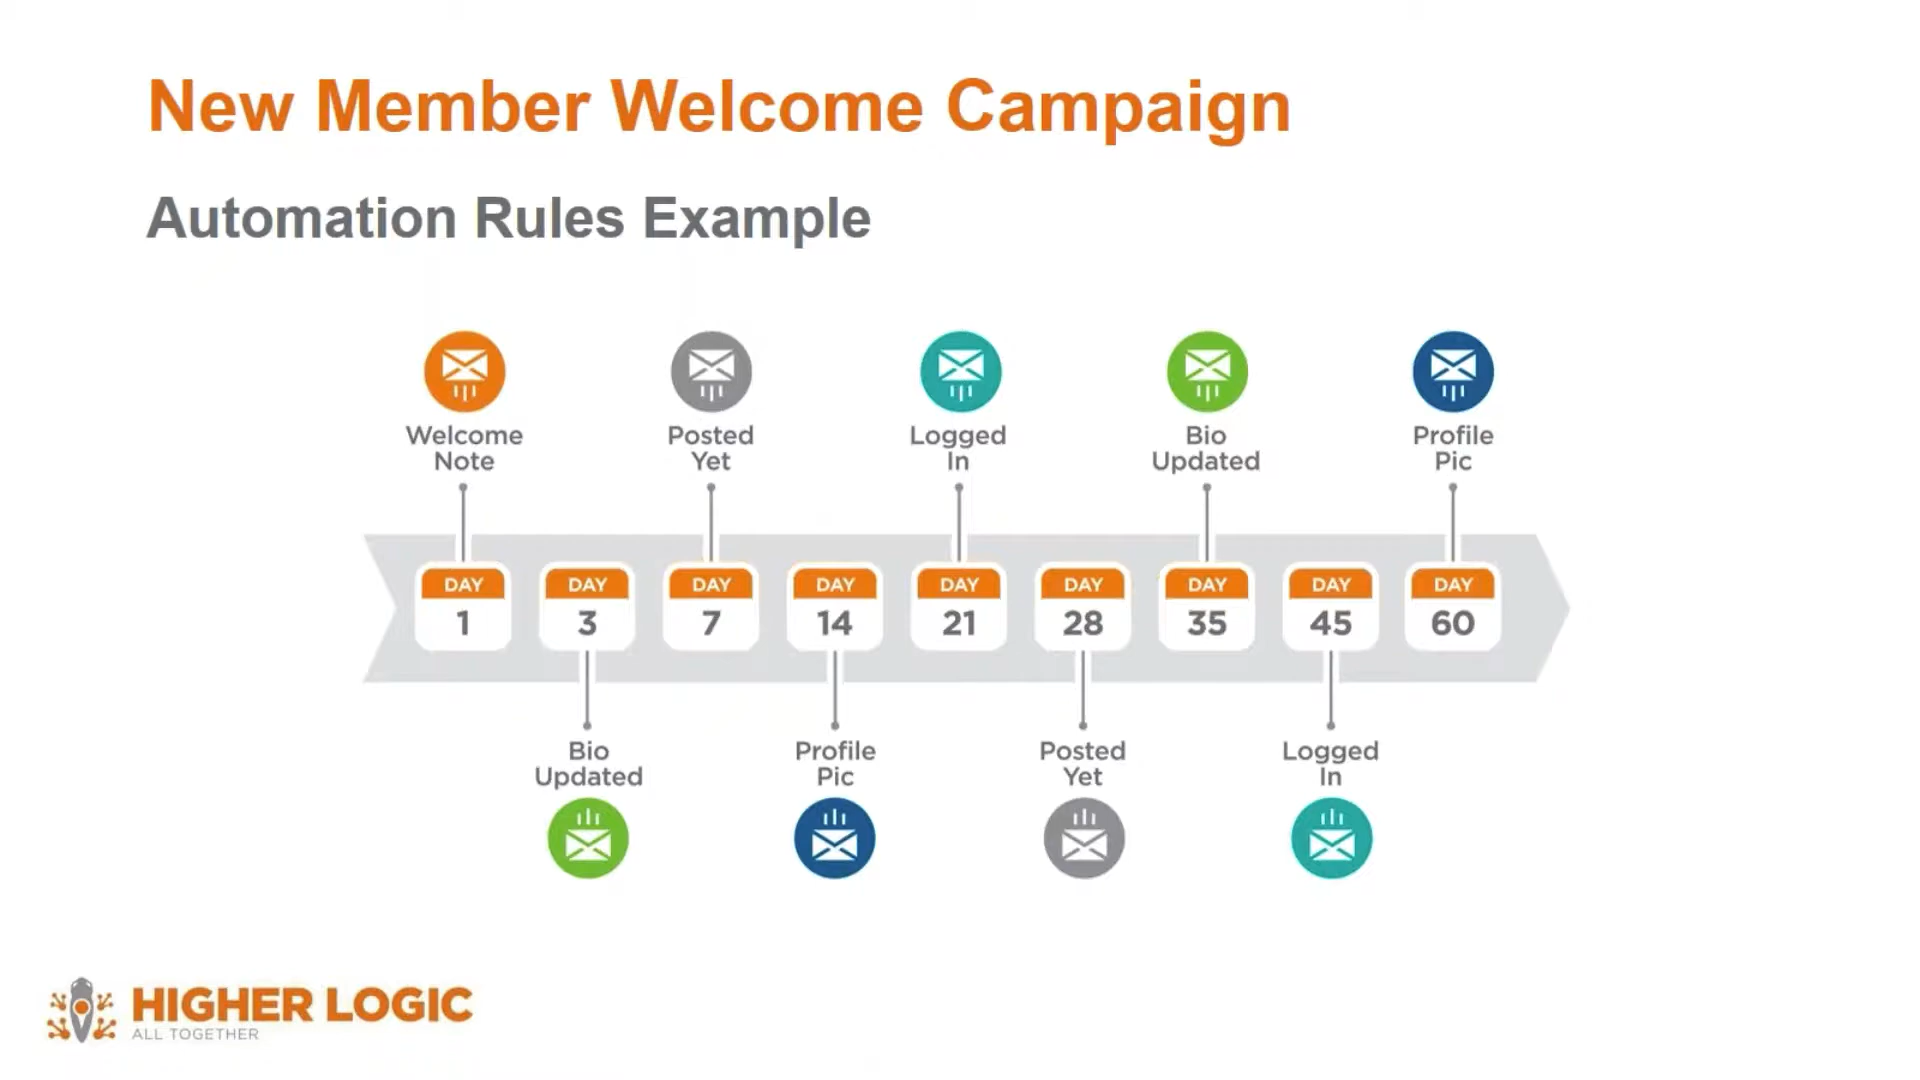 New Member Welcome Campaign
Automation Rules Example
Welcome
Note
Posted
Yet
Logged
In
Bio
Updated
Profile
Pic
DAY
1
DAY
3
DAY
7
DAY
14
DAY
21
DAY
28
DAY
35
DAY
45
DAY
60
Bio
Updated
Profile
Pic
Posted
Yet
Logged
In
HIGHER LOGIC
ALL TOGETHER